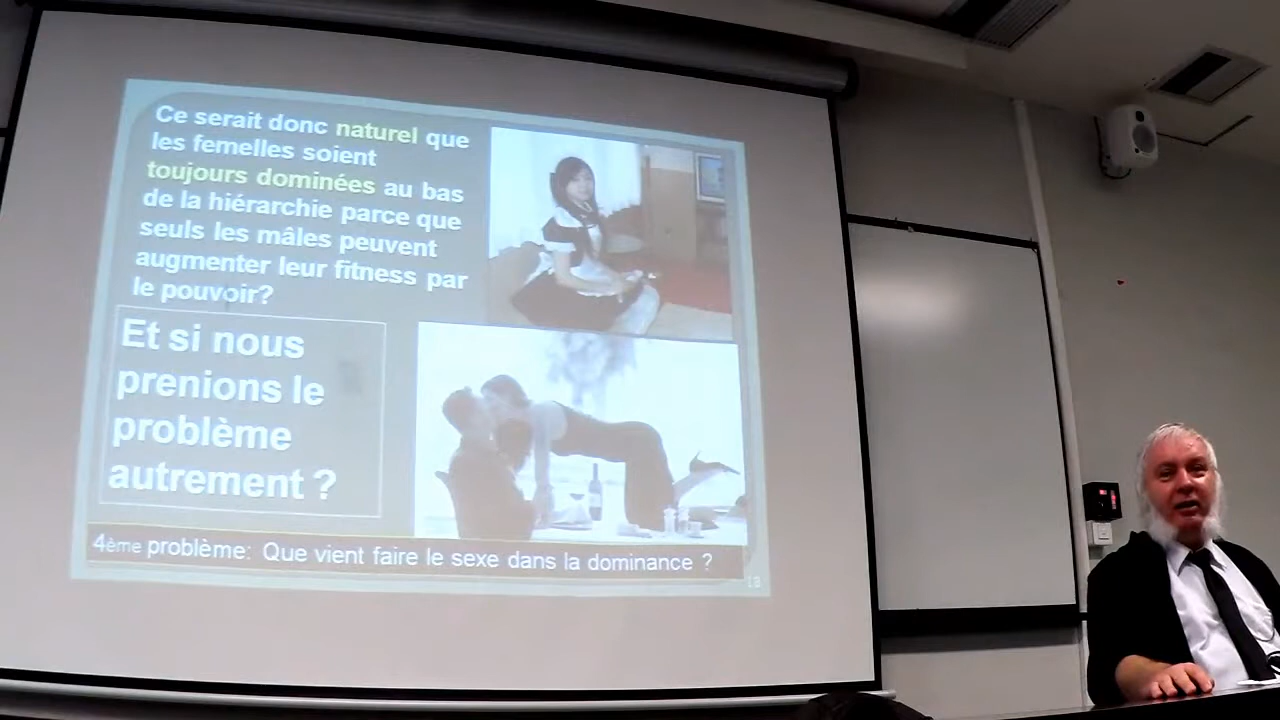 Ce serait donc naturel que
les femelles soient
toujours dominées au bas
de la hiérarchie parce que
seuls les mâles peuvent
augmenter leur fitness par
le pouvoir?
Et si nous
prenions le
problème
autrement ?
4ème problème: Que vient faire le sexe dans la dominance ?
18